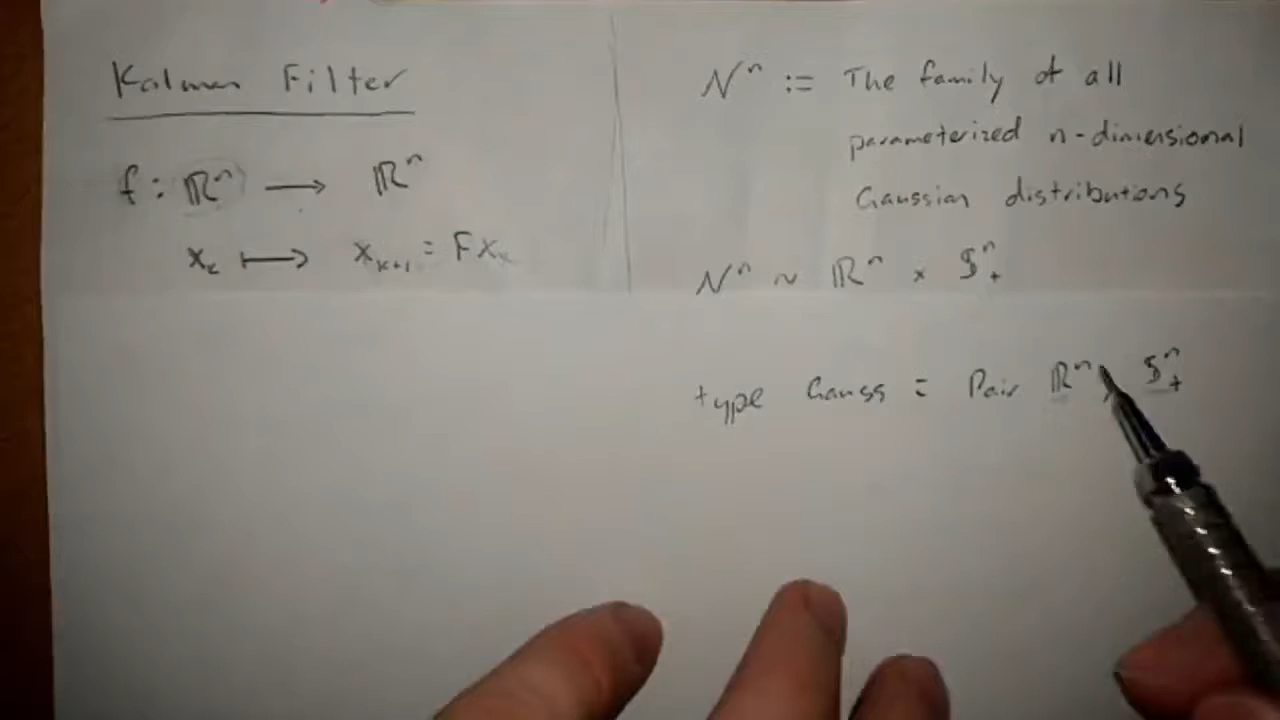 Kalman Filter
f : ℝⁿ ⟶ ℝⁿ
xₖ ⟼ xₖ₊₁ = Fxₖ
𝒩ⁿ := The family of all
parameterized n-dimensional
Gaussian distributions
𝒩ⁿ ~ ℝⁿ × 𝕊ⁿ₊
type Gauss = Pair ℝⁿ, 𝕊ⁿ₊